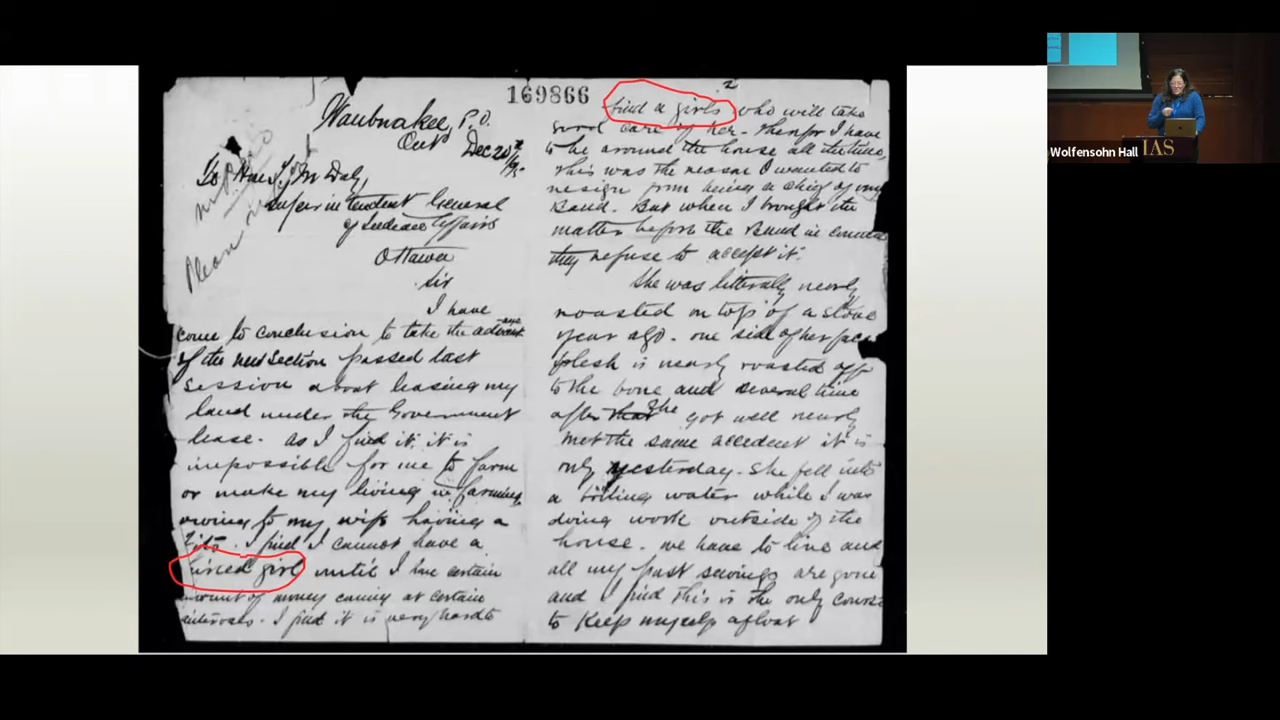 169866
Waubnakee, P.O.
Ont Dec 20th
To Hon. T. M Daly,
Superintendent General
of Indian Affairs
Ottawa
Sir
I have
come to conclusion to take the
of the new section passed last
session about leasing my
land under the Government
lease. As I find it it is
impossible for me to farm
or make my living in farming
owing to my wife having a
fits. I find I cannot have a
hired girl until I have certain
amount of money coming at certain
intervals. I find it is very hard to
2
find a girls who will take
good care of her. Therefor I have
to be around the house all the time,
this was the reason I wanted to
resign from being a chief of my
Band. But when I brought the
matter before the Band in council
they refuse to accept it.
She was litterally nearly
roasted on top of a stove
year ago. one side of her face
flesh is nearly roasted off
to the bone and several time
after she got well nearly
met the same accedent it is
only yesterday. She fell into
a boiling water while I was
doing work outside of the
house. we have to live and
all my past savings are gone
and I find this is the only course
to keep myself afloat
Wolfensohn Hall
IAS